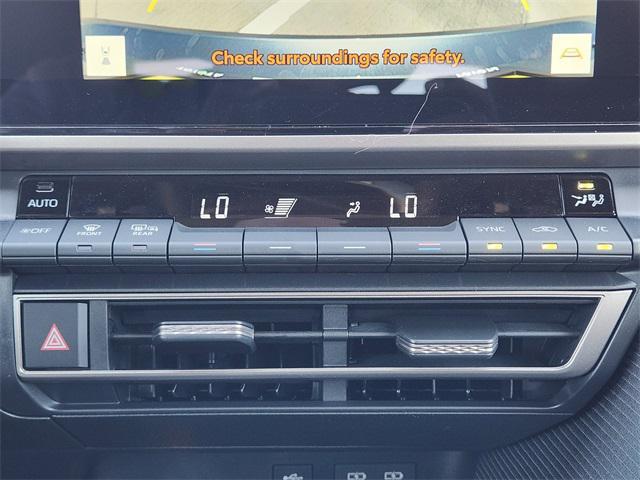 Check surroundings for safety.
AUTO
LO
LO
OFF
FRONT
REAR
SYNC
A/C